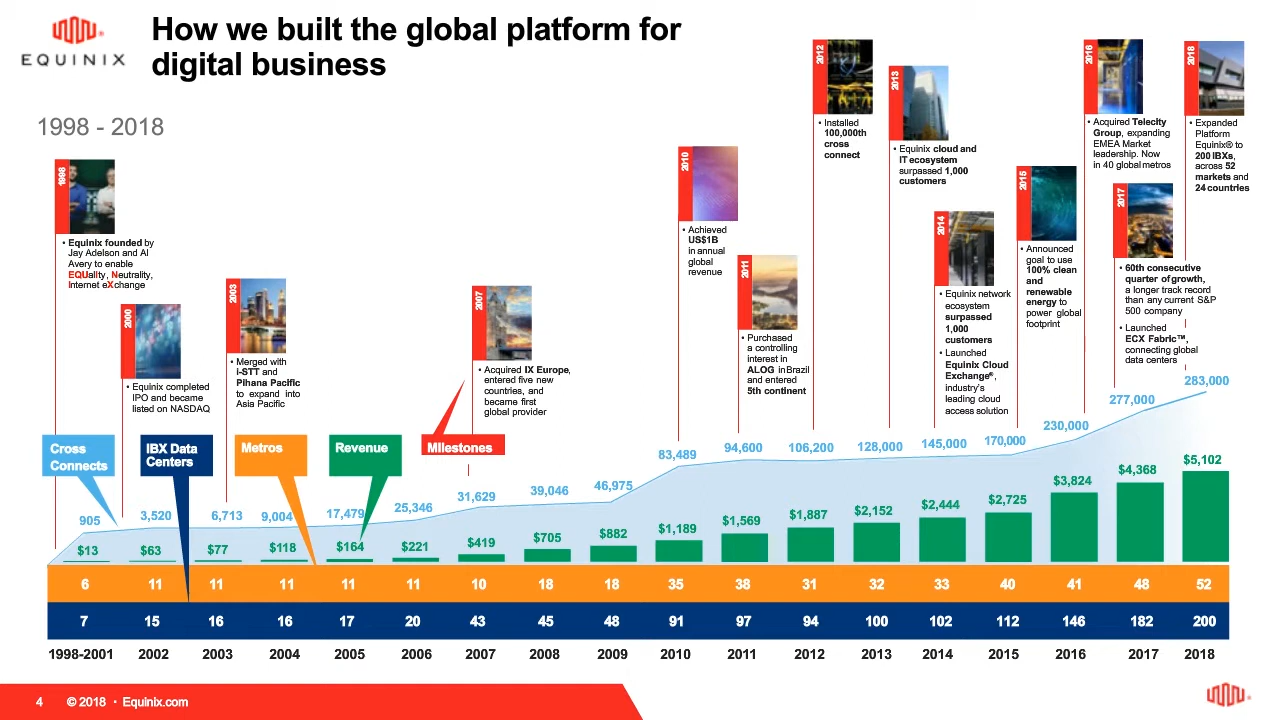 EQUINIX
How we built the global platform for
digital business
1998 - 2018
1998
• Equinix founded by
Jay Adelson and Al
Avery to enable
EQUality, Neutrality,
Internet eXchange
2000
• Equinix completed
IPO and became
listed on NASDAQ
2003
• Merged with
i-STT and
Pihana Pacific
to expand into
Asia Pacific
2007
• Acquired IX Europe,
entered five new
countries, and
became first
global provider
2010
• Achieved
US$1B
in annual
global
revenue
2011
• Purchased
a controlling
interest in
ALOG in Brazil
and entered
5th continent
2012
• Installed
100,000th
cross
connect
2013
• Equinix cloud and
IT ecosystem
surpassed 1,000
customers
2014
• Equinix network
ecosystem
surpassed
1,000
customers
• Launched
Equinix Cloud
Exchange®,
industry's
leading cloud
access solution
2015
• Announced
goal to use
100% clean
and
renewable
energy to
power global
footprint
2016
• Acquired Telecity
Group, expanding
EMEA Market
leadership. Now
in 40 global metros
2017
• 60th consecutive
quarter of growth,
a longer track record
than any current S&P
500 company
• Launched
ECX Fabric™,
connecting global
data centers
2018
• Expanded
Platform
Equinix® to
200 IBXs,
across 52
markets and
24 countries
Cross
Connects
IBX Data
Centers
Metros
Revenue
Milestones
905 3,520 6,713 9,004 17,479 25,346 31,629 39,046 46,975 83,489 94,600 106,200 128,000 145,000 170,000 230,000 277,000 283,000
$13 $63 $77 $118 $164 $221 $419 $705 $882 $1,189 $1,569 $1,887 $2,152 $2,444 $2,725 $3,824 $4,368 $5,102
6 11 11 11 11 11 10 18 18 35 38 31 32 33 40 41 48 52
7 15 16 16 17 20 43 45 48 91 97 94 100 102 112 146 182 200
1998-2001 2002 2003 2004 2005 2006 2007 2008 2009 2010 2011 2012 2013 2014 2015 2016 2017 2018
4 © 2018 • Equinix.com